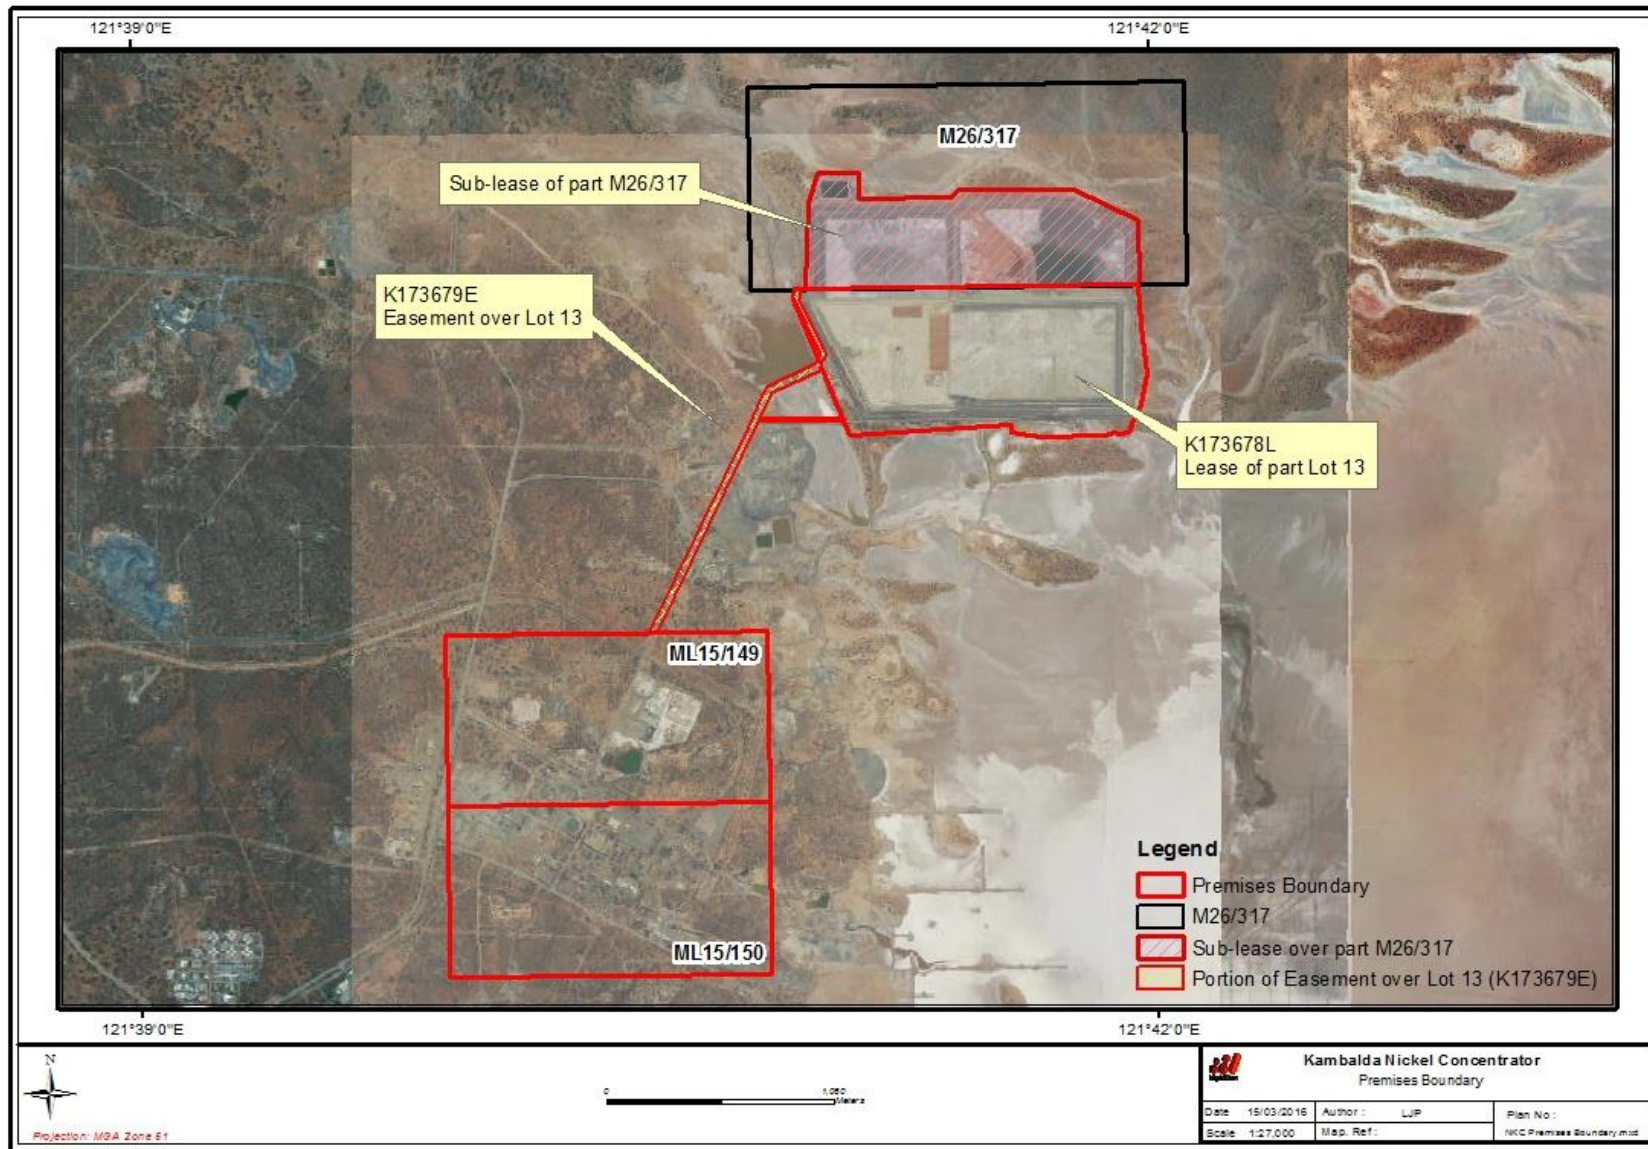 121°39'0"E
121°42'0"E
M26/317
Sub-lease of part M26/317
K173679E
Easement over Lot 13
K173678L
Lease of part Lot 13
ML15/149
ML15/150
Legend
Premises Boundary
M26/317
Sub-lease over part M26/317
Portion of Easement over Lot 13 (K173679E)
121°39'0"E
121°42'0"E
N
0
Meters
Projection: MGA Zone 51
Kambalda Nickel Concentrator
Premises Boundary
Date 15/03/2016 Author : LJP Plan No :
Scale 1:27,000 Map. Ref : NKC Premises Boundary.mxd